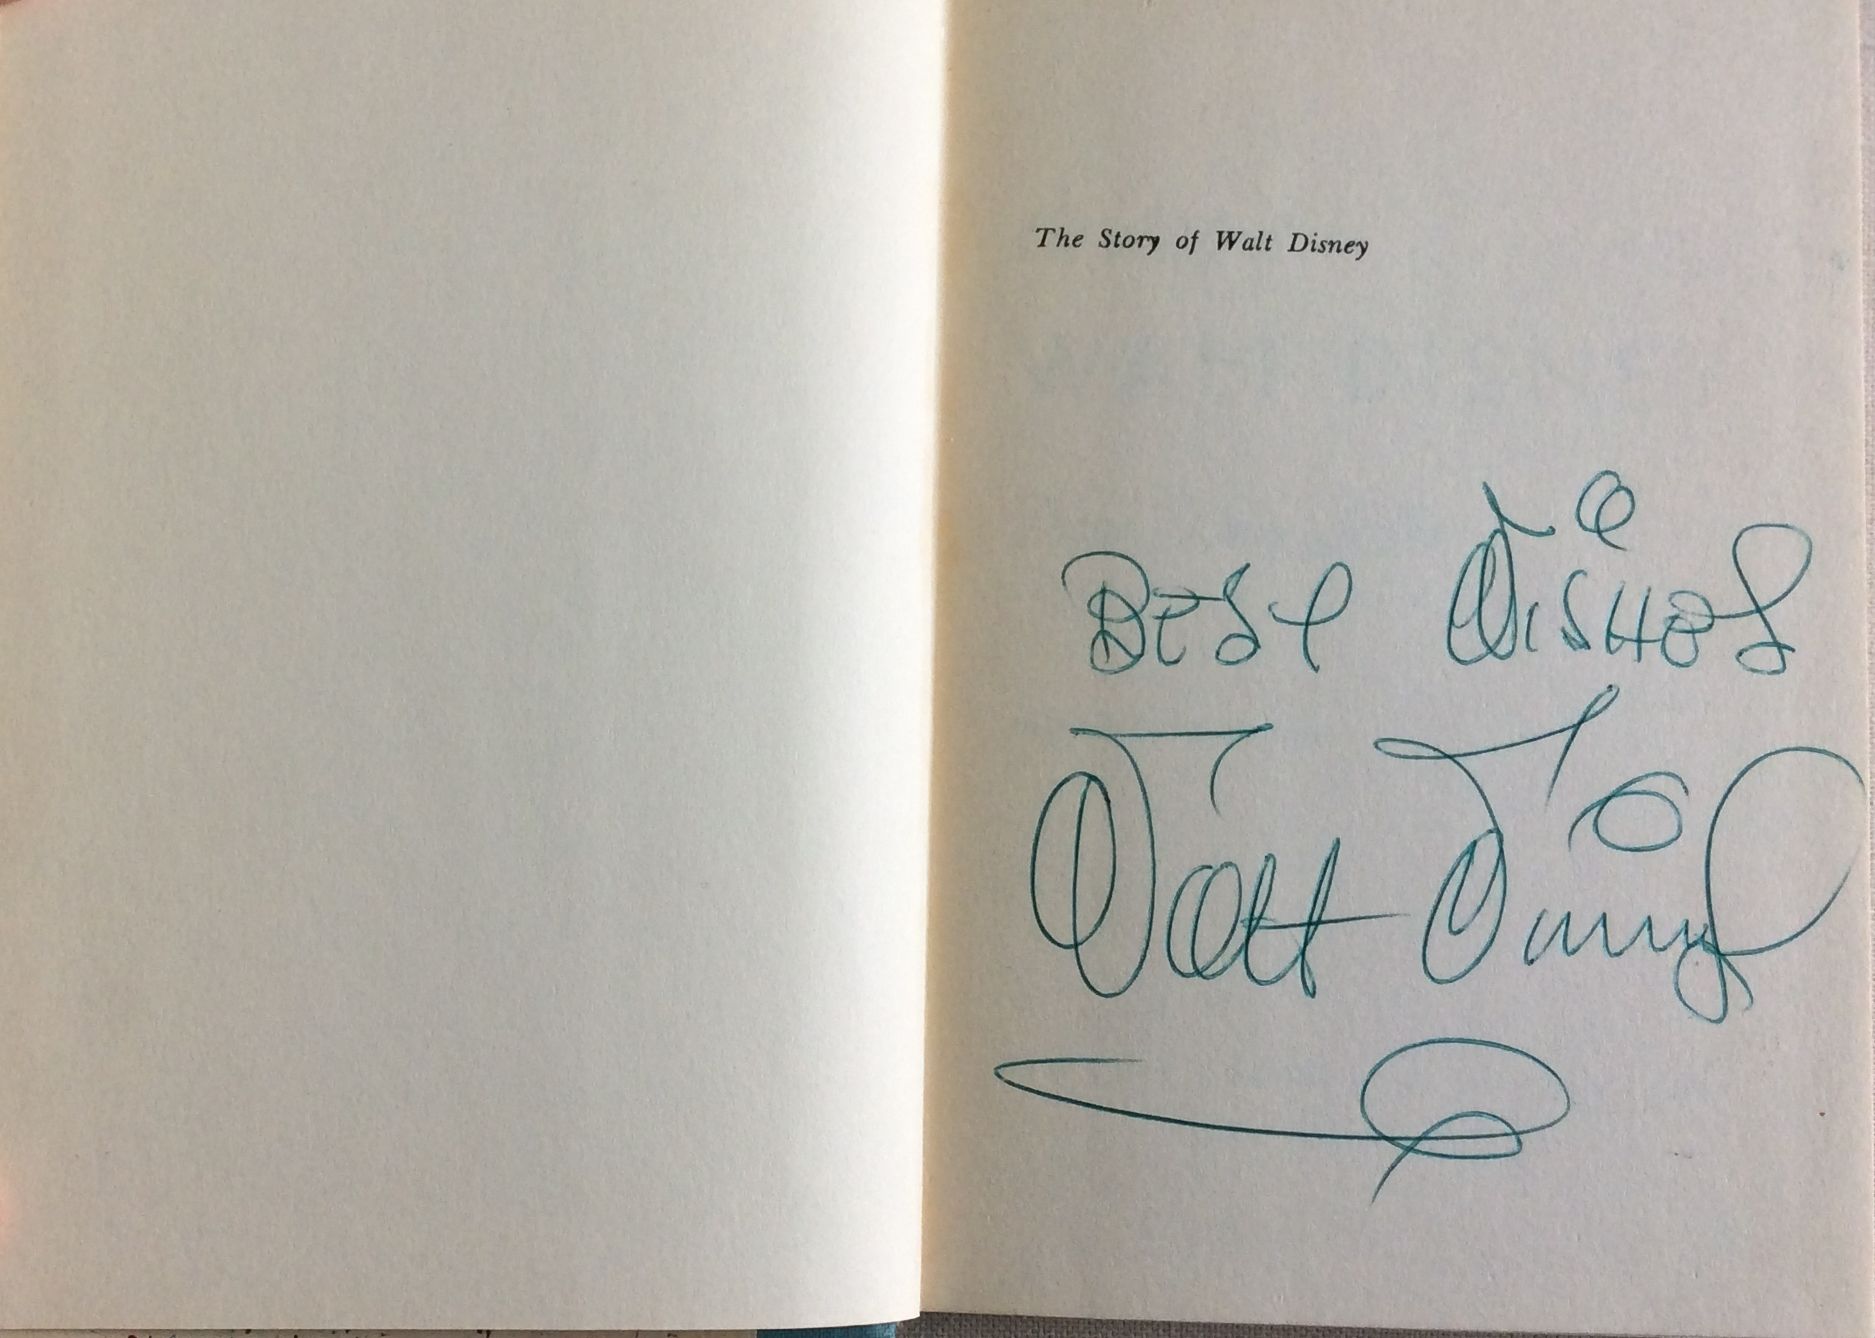 The Story of Walt Disney
Best Wishes
Walt Disney